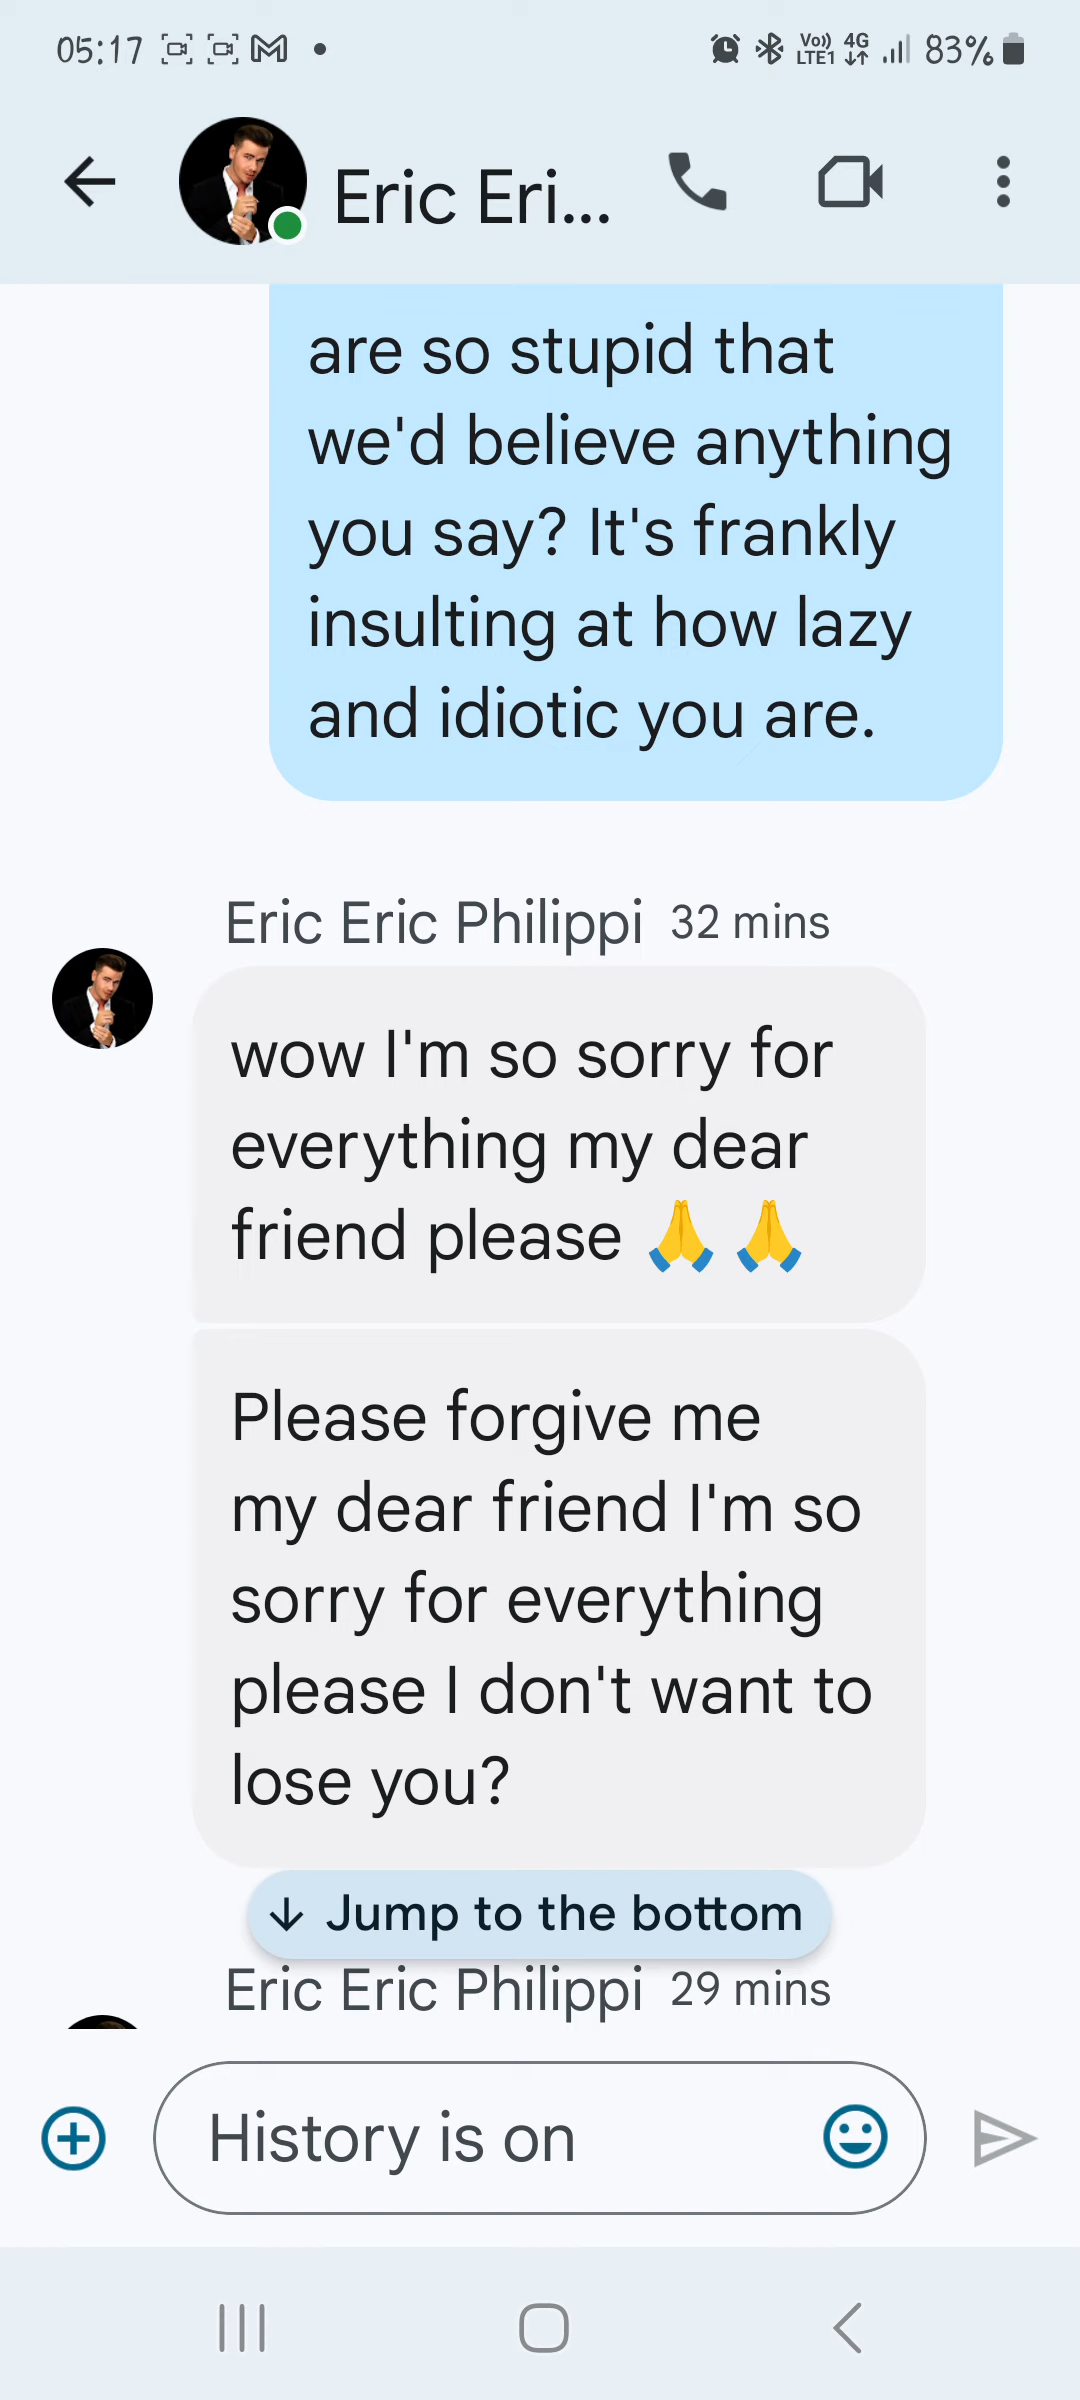 05:17 Vo)) LTE1 4G 83%
Eric Eri...
are so stupid that
we'd believe anything
you say? It's frankly
insulting at how lazy
and idiotic you are.
Eric Eric Philippi 32 mins
wow I'm so sorry for
everything my dear
friend please 🙏 🙏
Please forgive me
my dear friend I'm so
sorry for everything
please I don't want to
lose you?
↓ Jump to the bottom
Eric Eric Philippi 29 mins
History is on